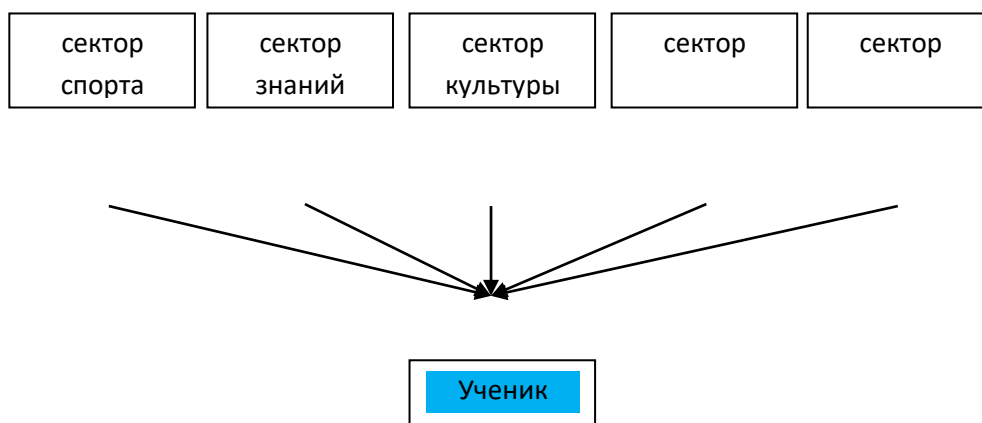 сектор
спорта
сектор
знаний
сектор
культуры
сектор
сектор
Ученик